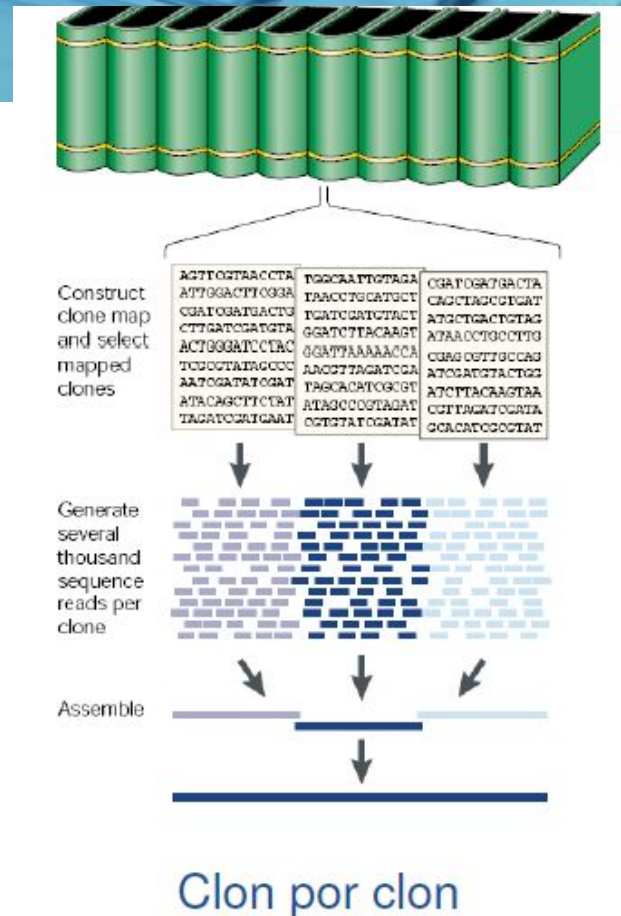 Construct
clone map
and select
mapped
clones
AGTTCGTAACCTA
ATTGGACTTCGGA
CGATCGATGACTG
CTTGATCGATGTA
ACTGGGATCCTAC
TCGCGTATAGCCC
AATCGATATCGAT
ATACAGCTTCTAT
TAGATCGATGAAT
TGGCAATTGTAGA
TAACCTGCATGCT
TGATCGATGTACT
GGATCTTACAAGT
GGATTAAAAACCA
AACGTTAGATCGA
TAGCACATCGCGT
ATAGCCCGTAGAT
CGTGTATCGATAT
CGATCGATGACTA
CAGCTAGCGTGAT
ATGCTGACTGTAG
ATAACCTGCCTTG
CGAGCGTTGCCAG
ATCGATGTACTGG
ATCTTACAAGTAA
CGTTAGATCGATA
GCACATCGCGTAT
Generate
several
thousand
sequence
reads per
clone
Assemble
Clon por clon